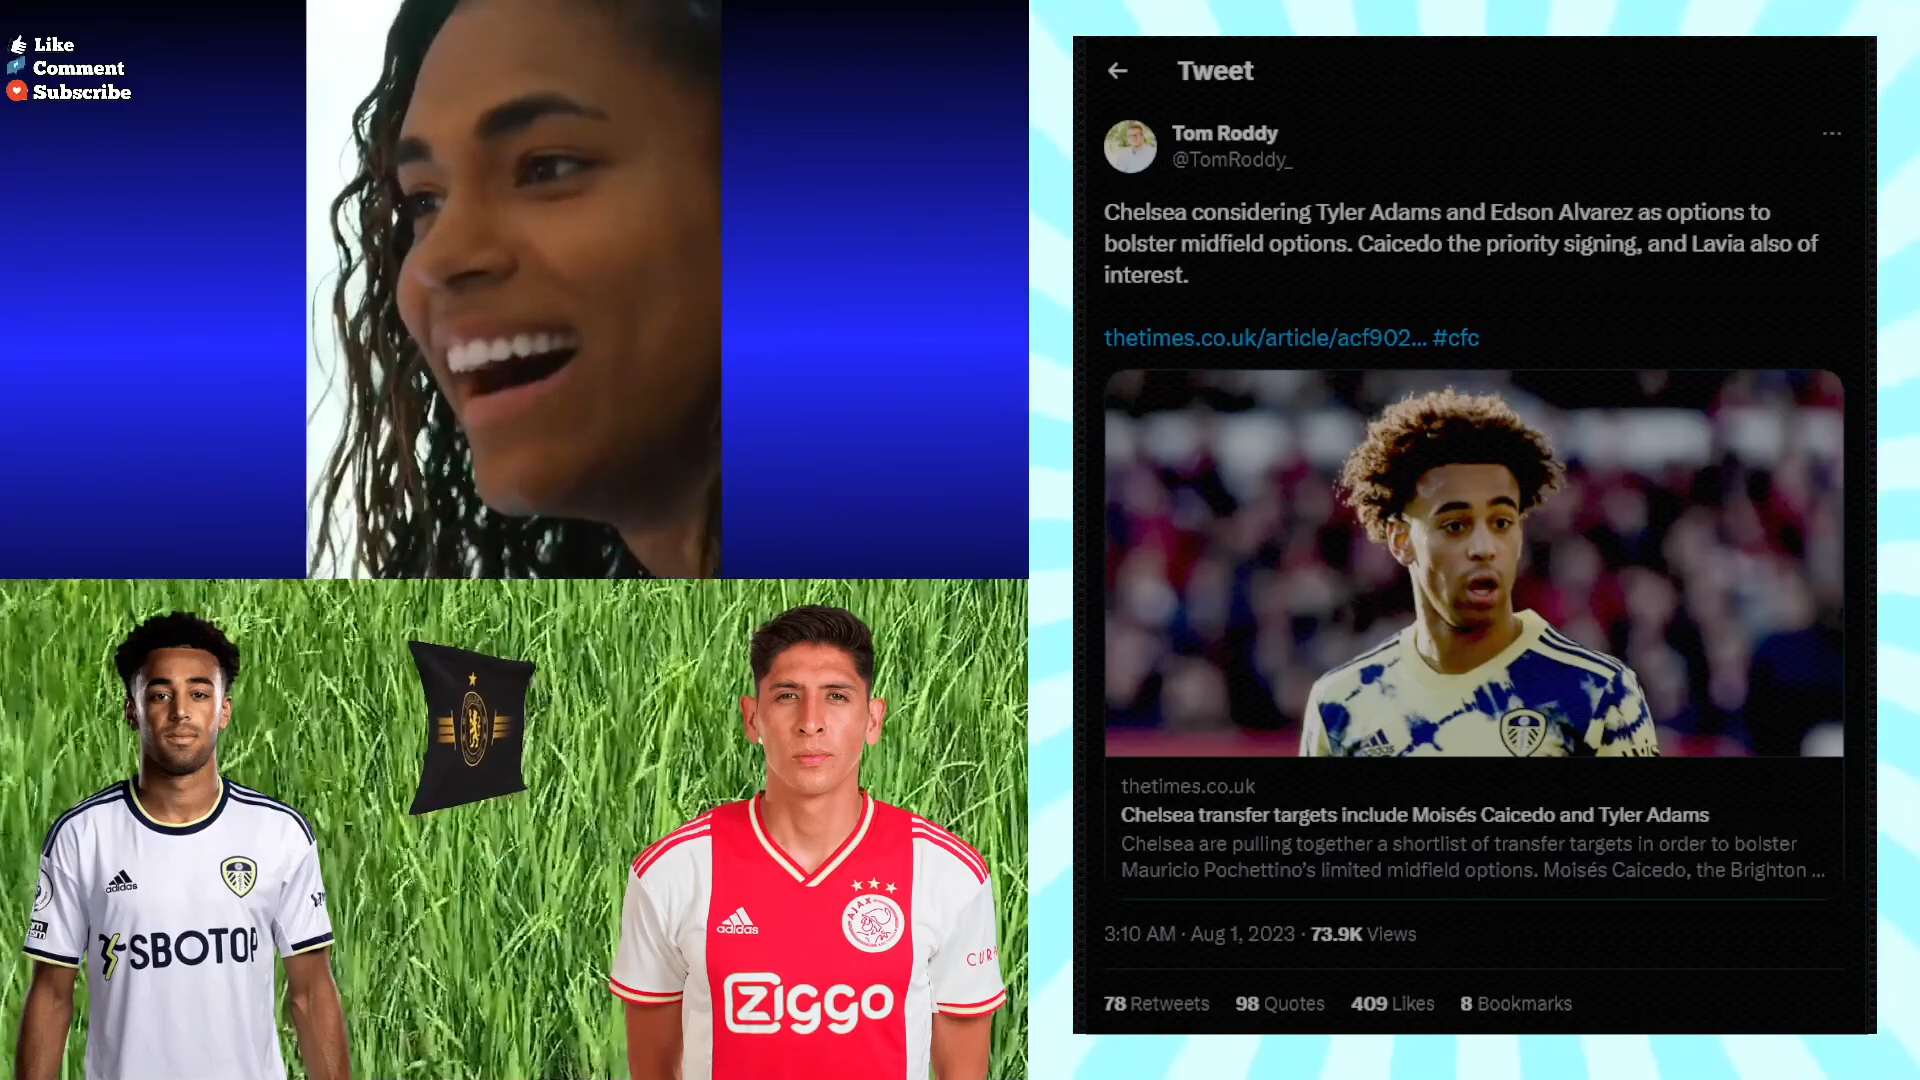 Like
Comment
Subscribe
Tweet
Tom Roddy
@TomRoddy_
Chelsea considering Tyler Adams and Edson Alvarez as options to
bolster midfield options. Caicedo the priority signing, and Lavia also of
interest.
thetimes.co.uk/article/acf902... #cfc
adidas
thetimes.co.uk
Chelsea transfer targets include Moisés Caicedo and Tyler Adams
Chelsea are pulling together a shortlist of transfer targets in order to bolster
Mauricio Pochettino's limited midfield options. Moisés Caicedo, the Brighton ...
3:10 AM · Aug 1, 2023 · 73.9K Views
78 Retweets 98 Quotes 409 Likes 8 Bookmarks
adidas
SBOTOP
adidas
AJAX
CURA
ziggo